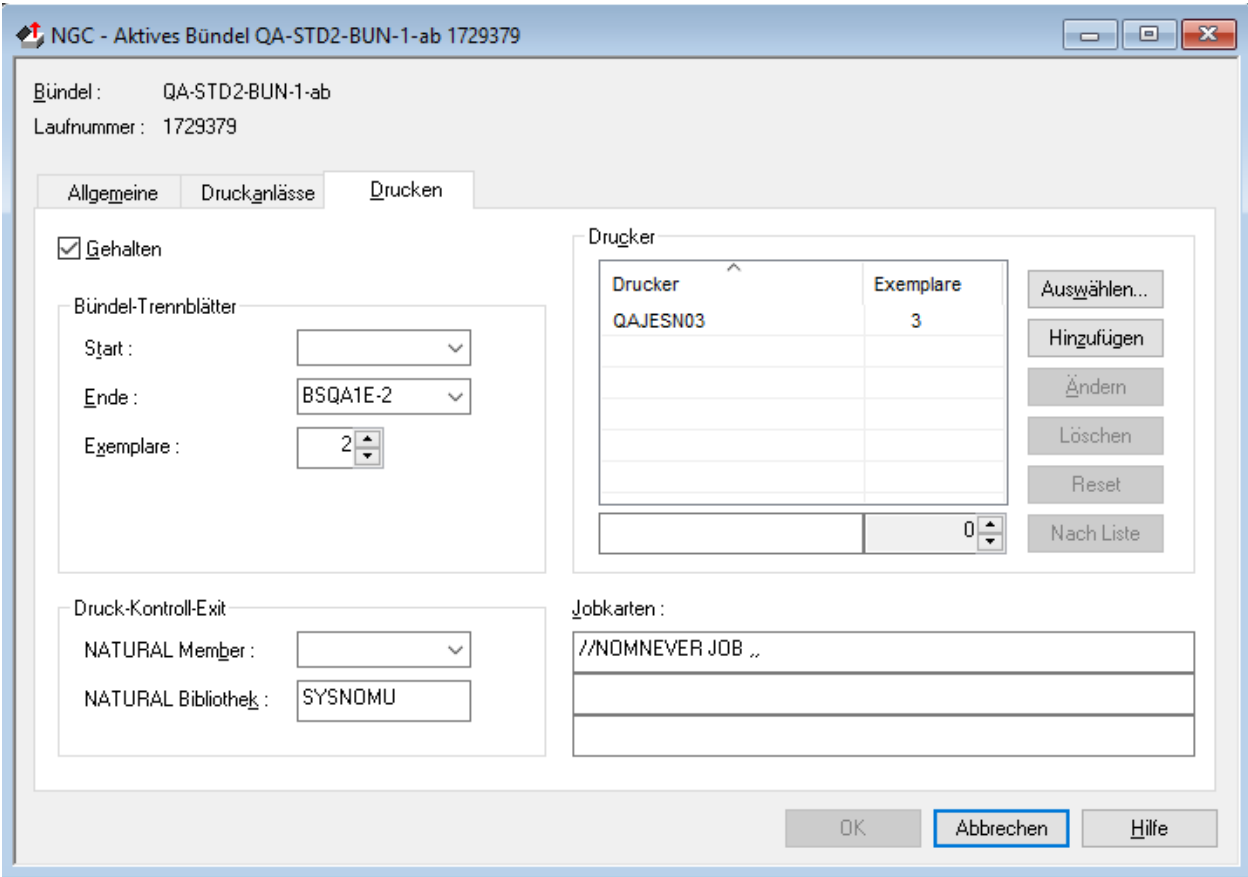 NGC - Aktives Bündel QA-STD2-BUN-1-ab 1729379
Bündel : QA-STD2-BUN-1-ab
Laufnummer : 1729379
Allgemeine Druckanlässe Drucken
Gehalten
Bündel-Trennblätter
Start :
Ende : BSQA1E-2
Exemplare : 2
Drucker
Drucker Exemplare
QAJESN03 3
0
Auswählen...
Hinzufügen
Ändern
Löschen
Reset
Nach Liste
Druck-Kontroll-Exit
NATURAL Member :
NATURAL Bibliothek : SYSNOMU
Jobkarten :
//NOMNEVER JOB ,,
OK Abbrechen Hilfe